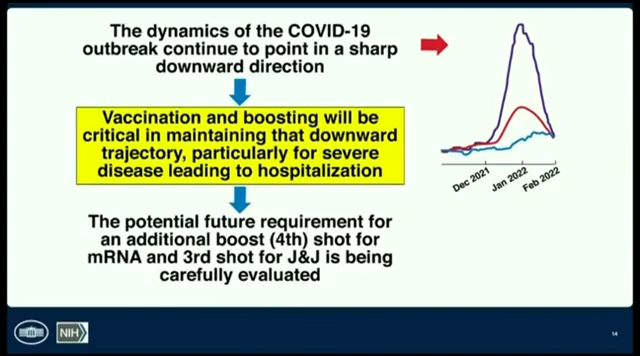 The dynamics of the COVID-19
outbreak continue to point in a sharp
downward direction
Vaccination and boosting will be
critical in maintaining that downward
trajectory, particularly for severe
disease leading to hospitalization
The potential future requirement for
an additional boost (4th) shot for
mRNA and 3rd shot for J&J is being
carefully evaluated
Dec 2021
Jan 2022
Feb 2022
NIH
14